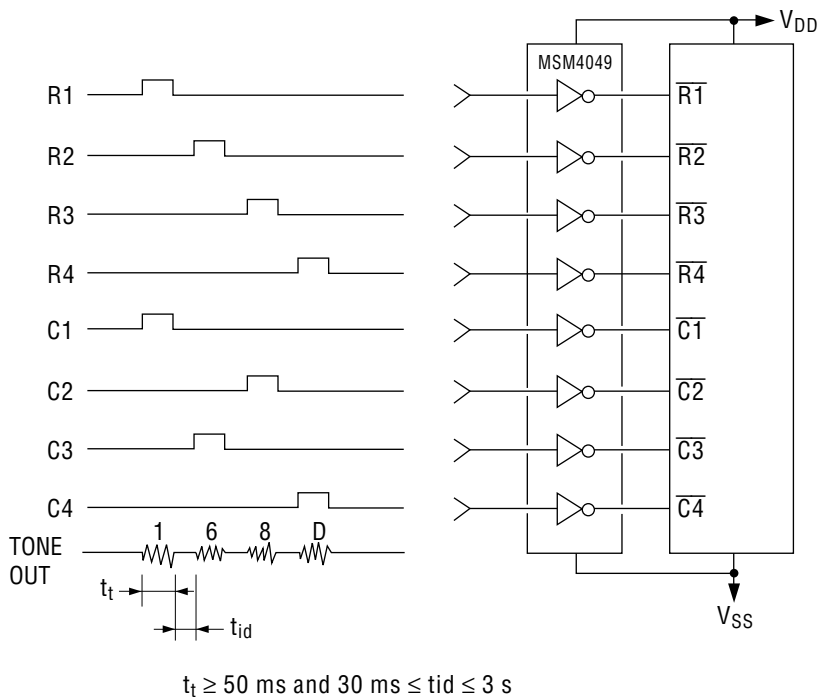 V_DD
MSM4049
R1
R̅1̅
R2
R̅2̅
R3
R̅3̅
R4
R̅4̅
C1
C̅1̅
C2
C̅2̅
C3
C̅3̅
C4
C̅4̅
1 6 8 D
TONE
OUT
t_t
t_id
V_SS
t_t ≥ 50 ms and 30 ms ≤ tid ≤ 3 s